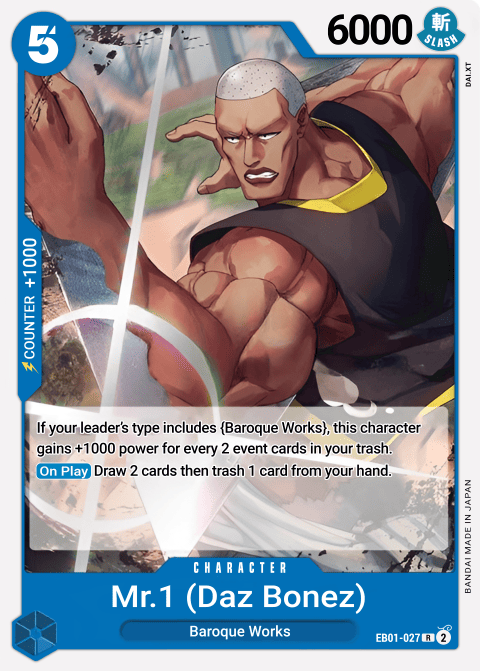 5
6000
斬
SLASH
DAI.XT
COUNTER +1000
If your leader's type includes {Baroque Works}, this character
gains +1000 power for every 2 event cards in your trash.
On Play Draw 2 cards then trash 1 card from your hand.
BANDAI MADE IN JAPAN
CHARACTER
Mr.1 (Daz Bonez)
Baroque Works
EB01-027 R 2